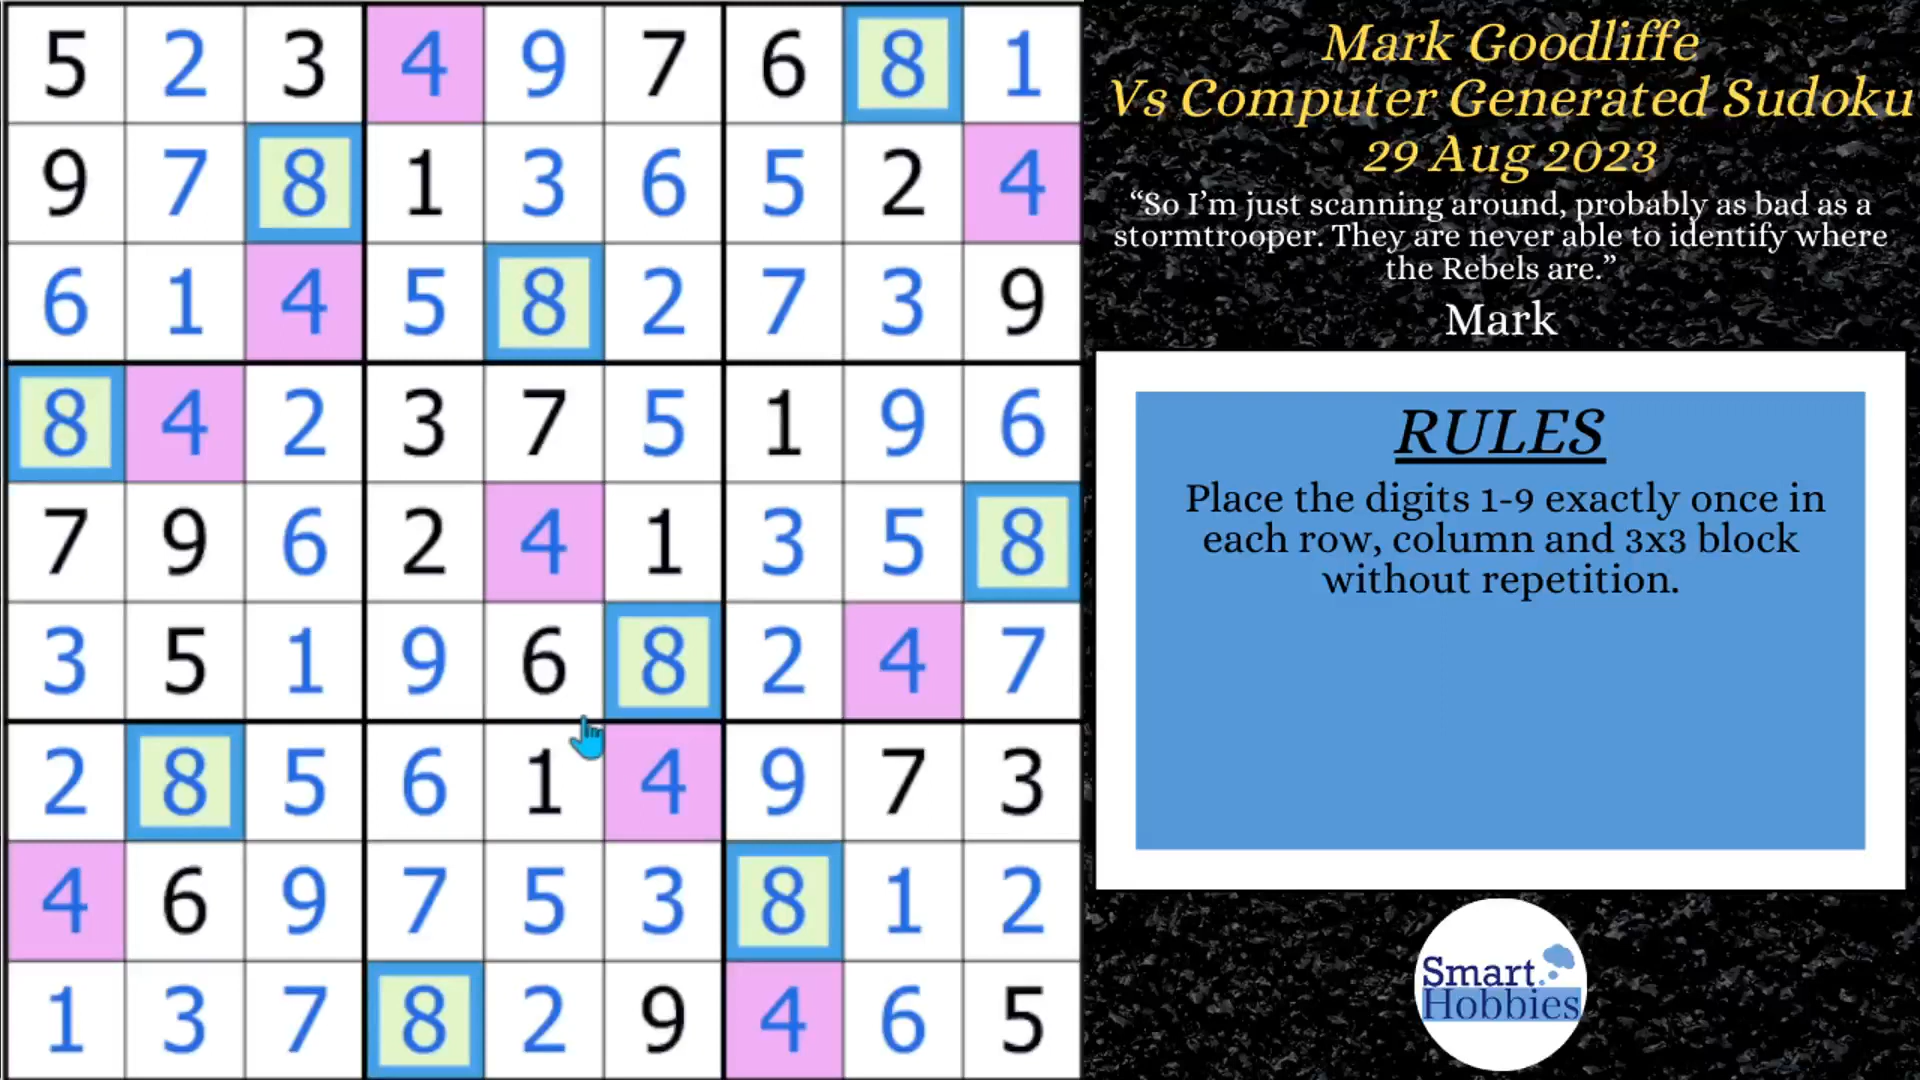 5 2 3 4 9 7 6 8 1
9 7 8 1 3 6 5 2 4
6 1 4 5 8 2 7 3 9
8 4 2 3 7 5 1 9 6
7 9 6 2 4 1 3 5 8
3 5 1 9 6 8 2 4 7
2 8 5 6 1 4 9 7 3
4 6 9 7 5 3 8 1 2
1 3 7 8 2 9 4 6 5
Mark Goodliffe
Vs Computer Generated Sudoku
29 Aug 2023
“So I’m just scanning around, probably as bad as a
stormtrooper. They are never able to identify where
the Rebels are.”
Mark
RULES
Place the digits 1-9 exactly once in
each row, column and 3x3 block
without repetition.
Smart
Hobbies